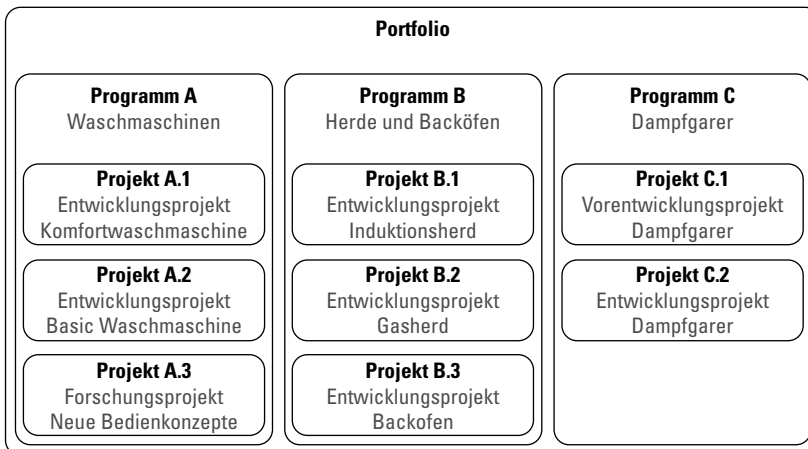 Portfolio
Programm A
Waschmaschinen
Projekt A.1
Entwicklungsprojekt
Komfortwaschmaschine
Projekt A.2
Entwicklungsprojekt
Basic Waschmaschine
Projekt A.3
Forschungsprojekt
Neue Bedienkonzepte
Programm B
Herde und Backöfen
Projekt B.1
Entwicklungsprojekt
Induktionsherd
Projekt B.2
Entwicklungsprojekt
Gasherd
Projekt B.3
Entwicklungsprojekt
Backofen
Programm C
Dampfgarer
Projekt C.1
Vorentwicklungsprojekt
Dampfgarer
Projekt C.2
Entwicklungsprojekt
Dampfgarer